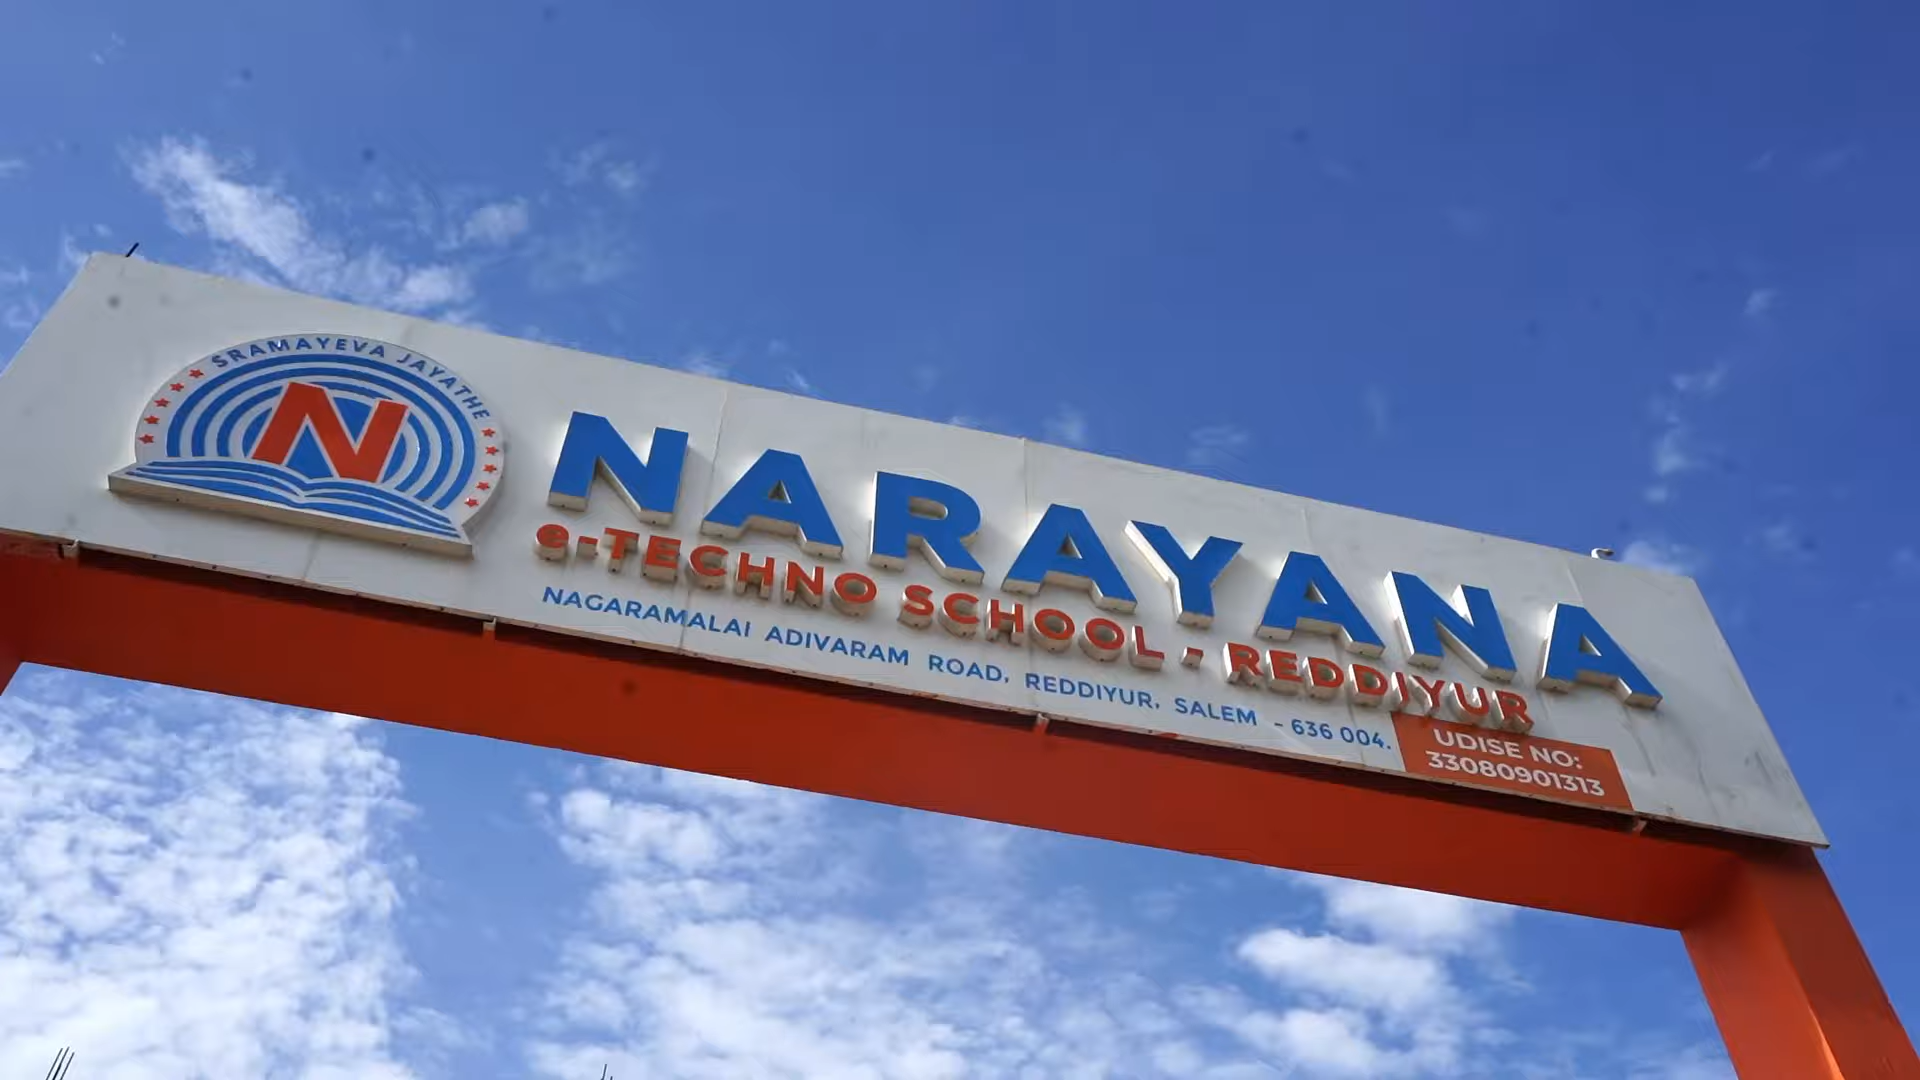 SRAMAYEVA JAYATHE
N
NARAYANA
e-TECHNO SCHOOL - REDDIYUR
NAGARAMALAI ADIVARAM ROAD, REDDIYUR, SALEM - 636 004.
UDISE NO:
33080901313